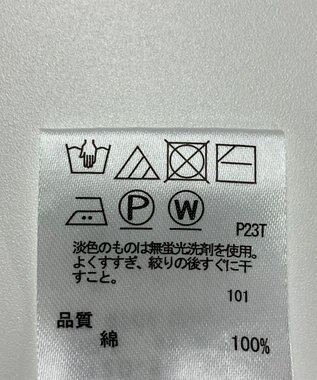 P W P23T
淡色のものは無蛍光洗剤を使用。
よくすすぎ、絞りの後すぐに干
すこと。
101
品質
綿 100%